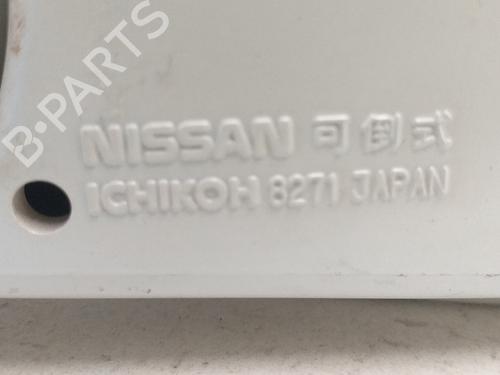 B-PARTS
NISSAN 可倒式
ICHIKOH 8271 JAPAN